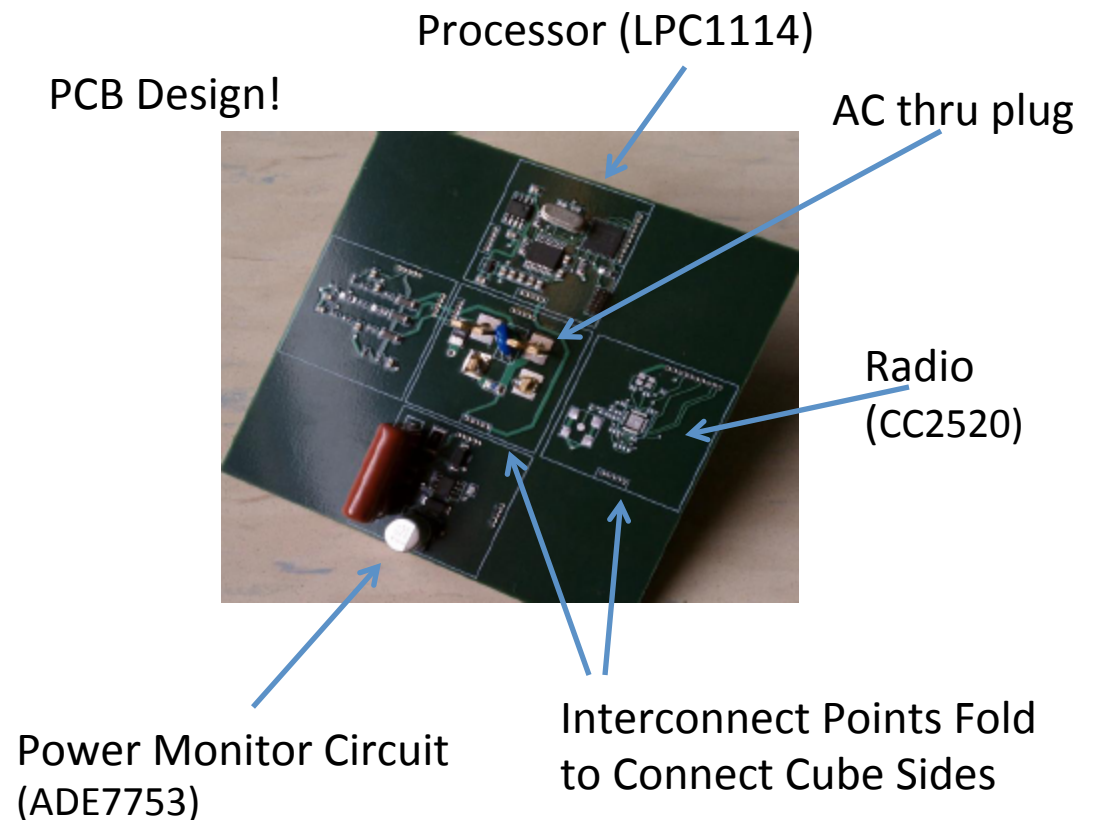 Processor (LPC1114)
PCB Design!
AC thru plug
Radio
(CC2520)
Interconnect Points Fold
to Connect Cube Sides
Power Monitor Circuit
(ADE7753)